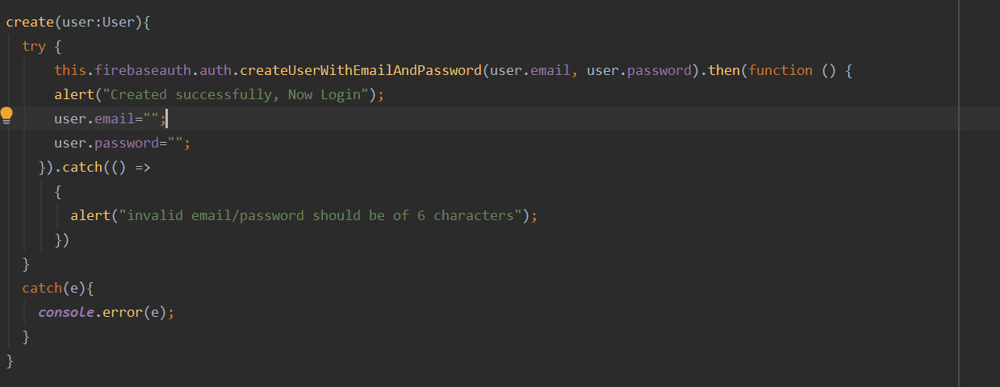 create(user:User){
try {
this.firebaseauth.auth.createUserWithEmailAndPassword(user.email, user.password).then(function () {
alert("Created successfully, Now Login");
user.email="";
user.password="";
}).catch(() =>
{
alert("invalid email/password should be of 6 characters");
})
}
catch(e){
console.error(e);
}
}